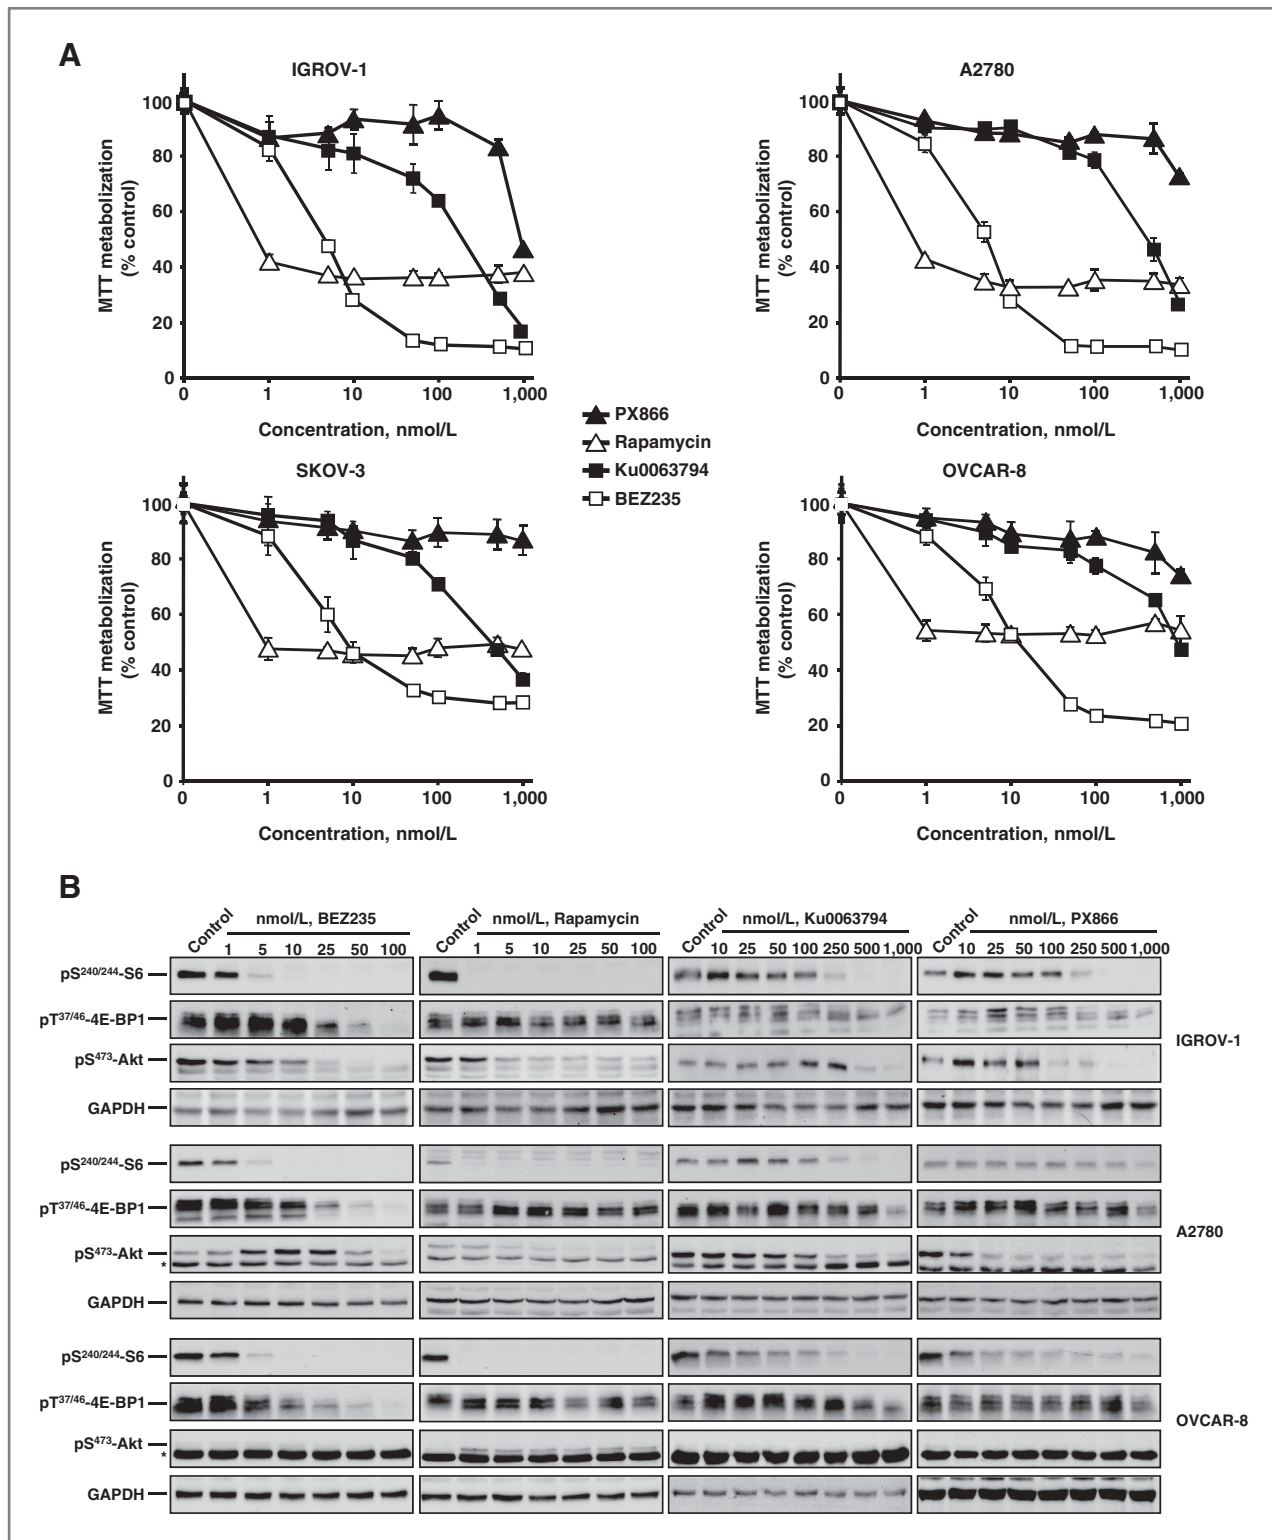 A
IGROV-1
MTT metabolization
(% control)
100
80
60
40
20
0
0 1 10 100 1,000
Concentration, nmol/L
A2780
MTT metabolization
(% control)
100
80
60
40
20
0
0 1 10 100 1,000
Concentration, nmol/L
PX866
Rapamycin
Ku0063794
BEZ235
SKOV-3
MTT metabolization
(% control)
100
80
60
40
20
0
0 1 10 100 1,000
Concentration, nmol/L
OVCAR-8
MTT metabolization
(% control)
100
80
60
40
20
0
0 1 10 100 1,000
Concentration, nmol/L
B
Control nmol/L, BEZ235
1 5 10 25 50 100
Control nmol/L, Rapamycin
1 5 10 25 50 100
Control nmol/L, Ku0063794
10 25 50 100 250 500 1,000
Control nmol/L, PX866
10 25 50 100 250 500 1,000
pS240/244-S6
pT37/46-4E-BP1
pS473-Akt
GAPDH
IGROV-1
pS240/244-S6
pT37/46-4E-BP1
pS473-Akt
*
GAPDH
A2780
pS240/244-S6
pT37/46-4E-BP1
pS473-Akt
*
GAPDH
OVCAR-8